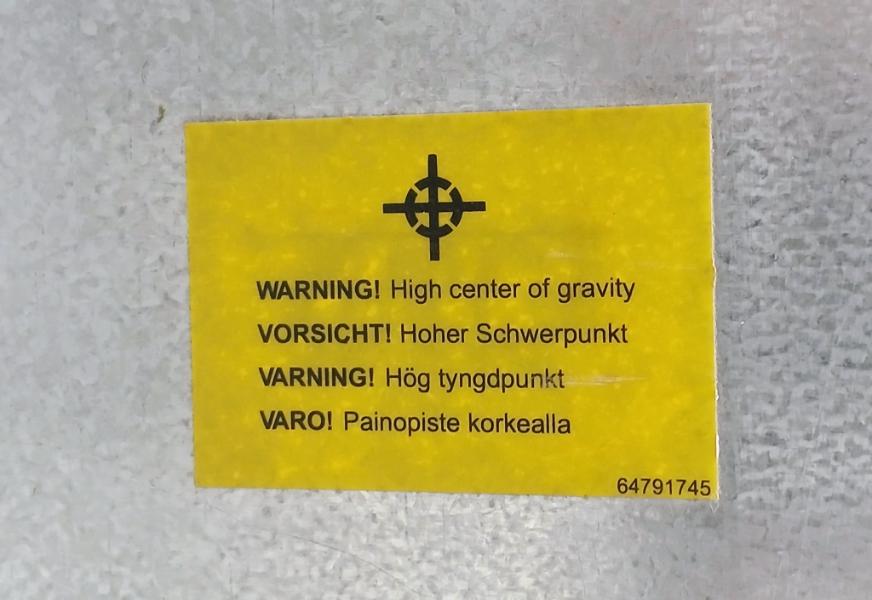 WARNING! High center of gravity
VORSICHT! Hoher Schwerpunkt
VARNING! Hög tyngdpunkt
VARO! Painopiste korkealla
64791745